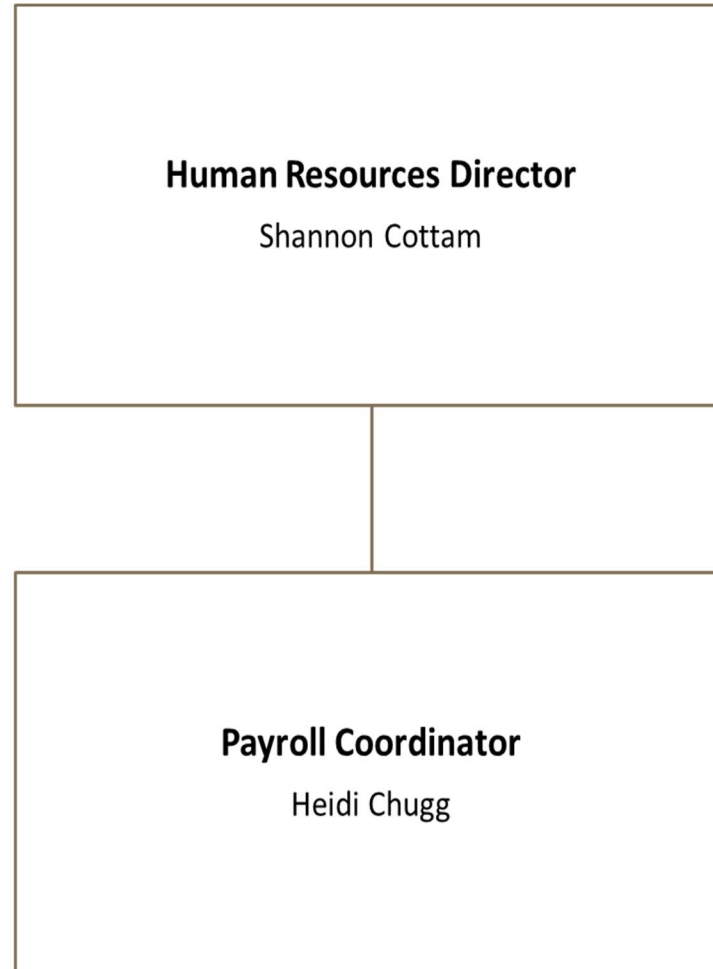 Human Resources Director
Shannon Cottam
Payroll Coordinator
Heidi Chugg